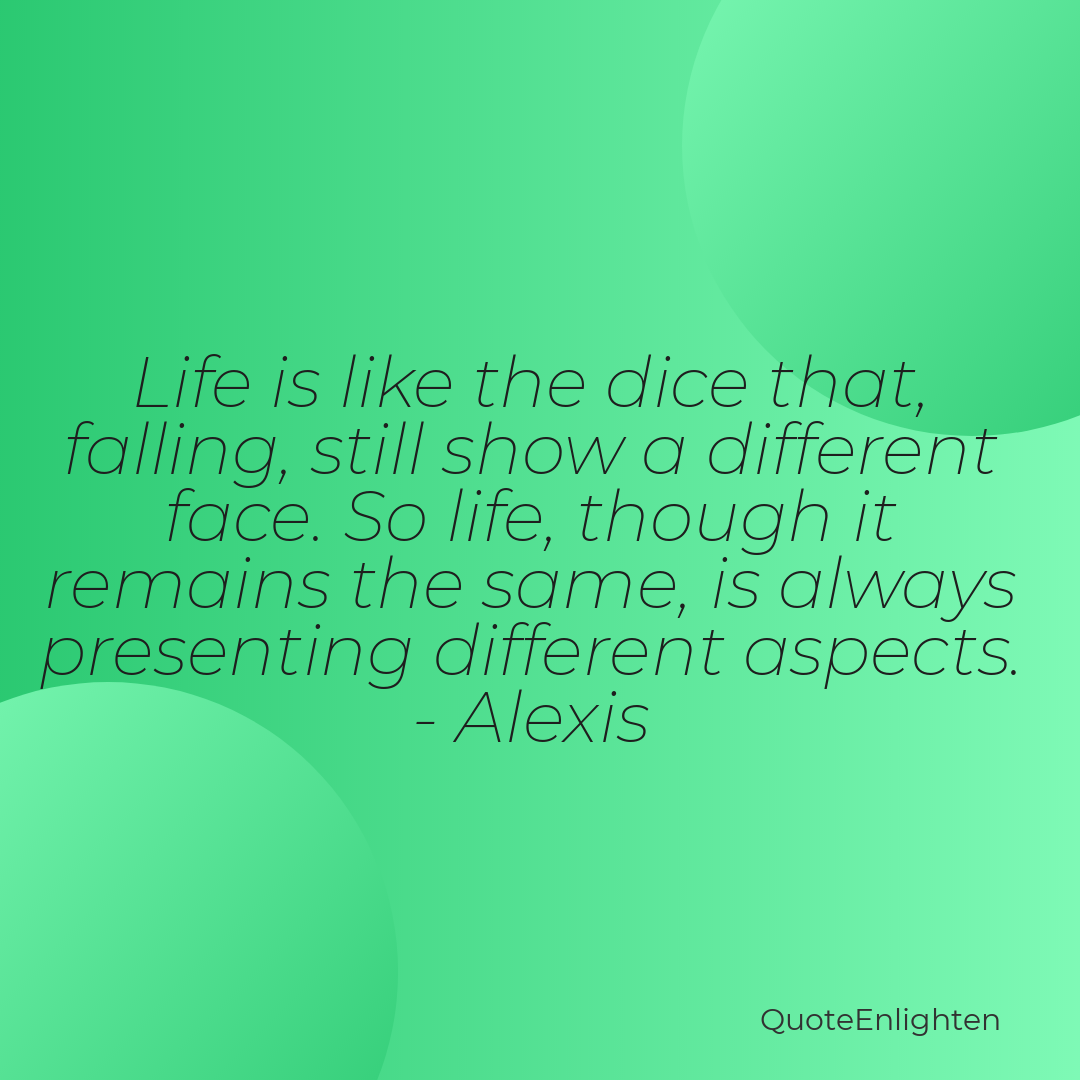 Life is like the dice that,
falling, still show a different
face. So life, though it
remains the same, is always
presenting different aspects.
- Alexis
QuoteEnlighten